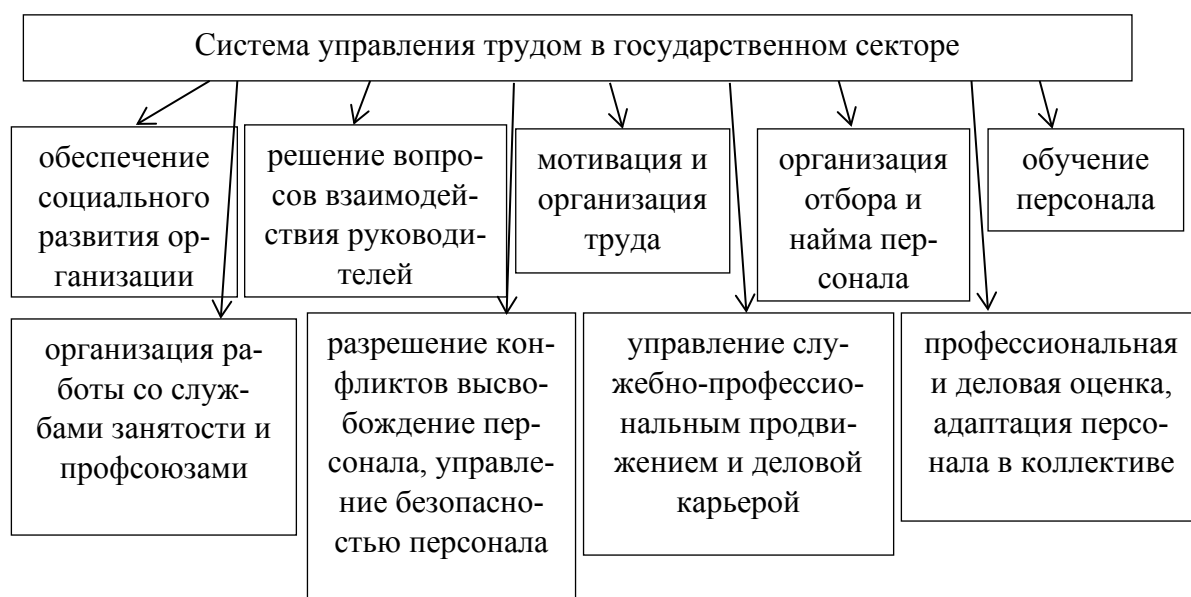 Система управления трудом в государственном секторе
обеспечение
социального
развития ор-
ганизации
решение вопро-
сов взаимодей-
ствия руководи-
телей
мотивация и
организация
труда
организация
отбора и
найма пер-
сонала
обучение
персонала
организация ра-
боты со служ-
бами занятости и
профсоюзами
разрешение кон-
фликтов высво-
бождение пер-
сонала, управле-
ние безопасно-
стью персонала
управление слу-
жебно-профессио-
нальным продви-
жением и деловой
карьерой
профессиональная
и деловая оценка,
адаптация персо-
нала в коллективе